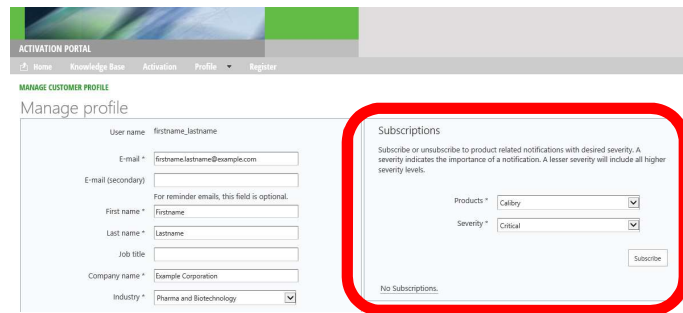 ACTIVATION PORTAL
Home Knowledge Base Activation Profile Register
MANAGE CUSTOMER PROFILE
Manage profile
User name firstname_lastname
E-mail * firstname.lastname@example.com
E-mail (secondary)
For reminder emails, this field is optional.
First name * Firstname
Last name * Lastname
Job title
Company name * Example Corporation
Industry * Pharma and Biotechnology
Subscriptions
Subscribe or unsubscribe to product related notifications with desired severity. A
severity indicates the importance of a notification. A lesser severity will include all higher
severity levels.
Products * Calibry
Severity * Critical
Subscribe
No Subscriptions.